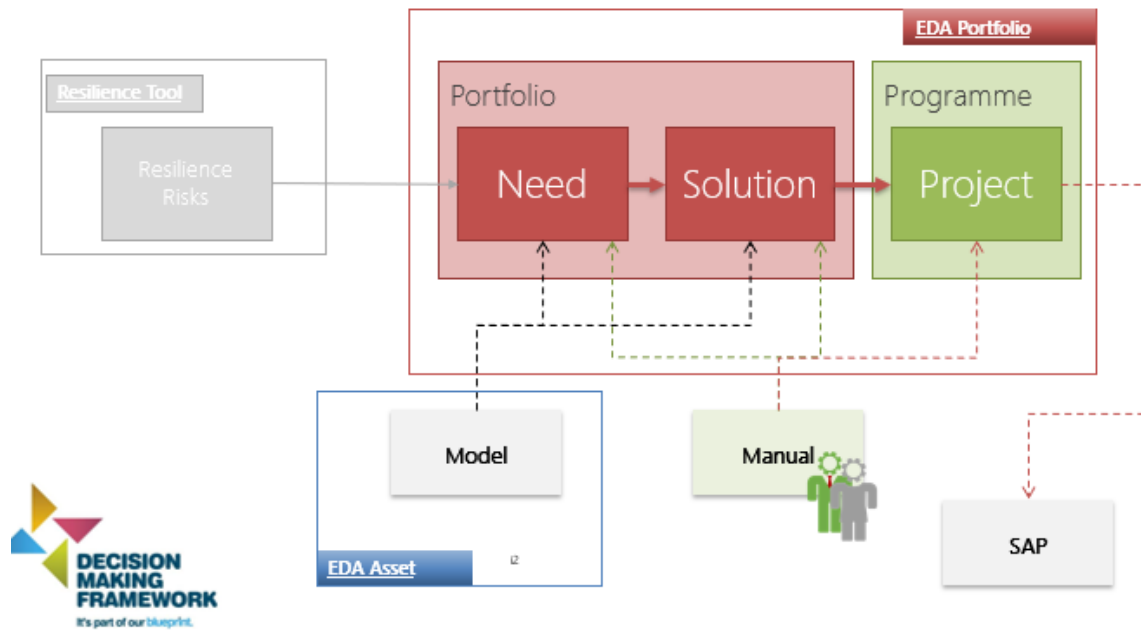 EDA Portfolio
Resilience Tool
Portfolio
Programme
Resilience
Risks
Need
Solution
Project
Model
Manual
SAP
EDA Asset
i2
DECISION
MAKING
FRAMEWORK
It's part of our blueprint.